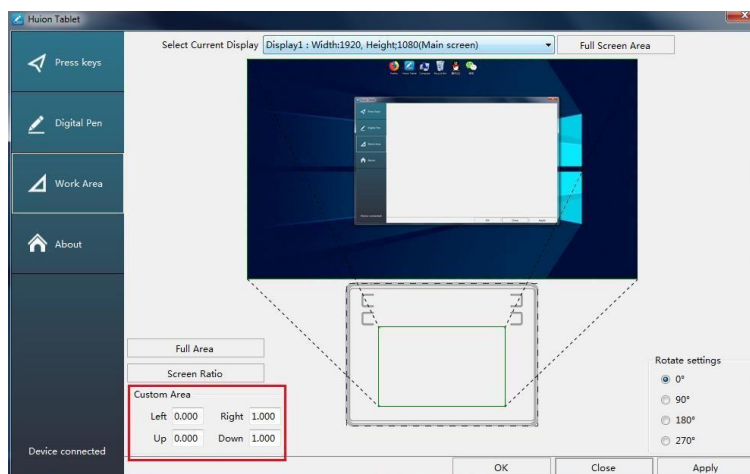 Huion Tablet
Select Current Display Display1 : Width:1920, Height;1080(Main screen) Full Screen Area
Press keys
Digital Pen
Work Area
About
Full Area
Screen Ratio
Custom Area
Left 0.000 Right 1.000
Up 0.000 Down 1.000
Rotate settings
0°
90°
180°
270°
Device connected
OK Close Apply